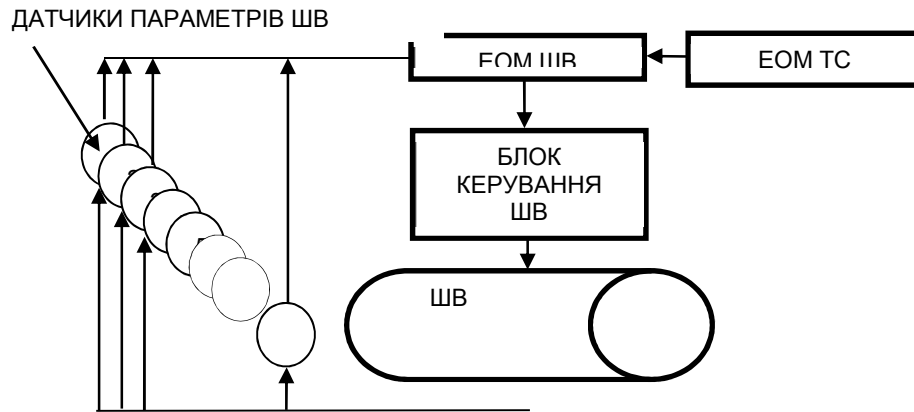 ДАТЧИКИ ПАРАМЕТРІВ ШВ
ЕОМ ШВ
ЕОМ ТС
БЛОК
КЕРУВАННЯ
ШВ
ШВ